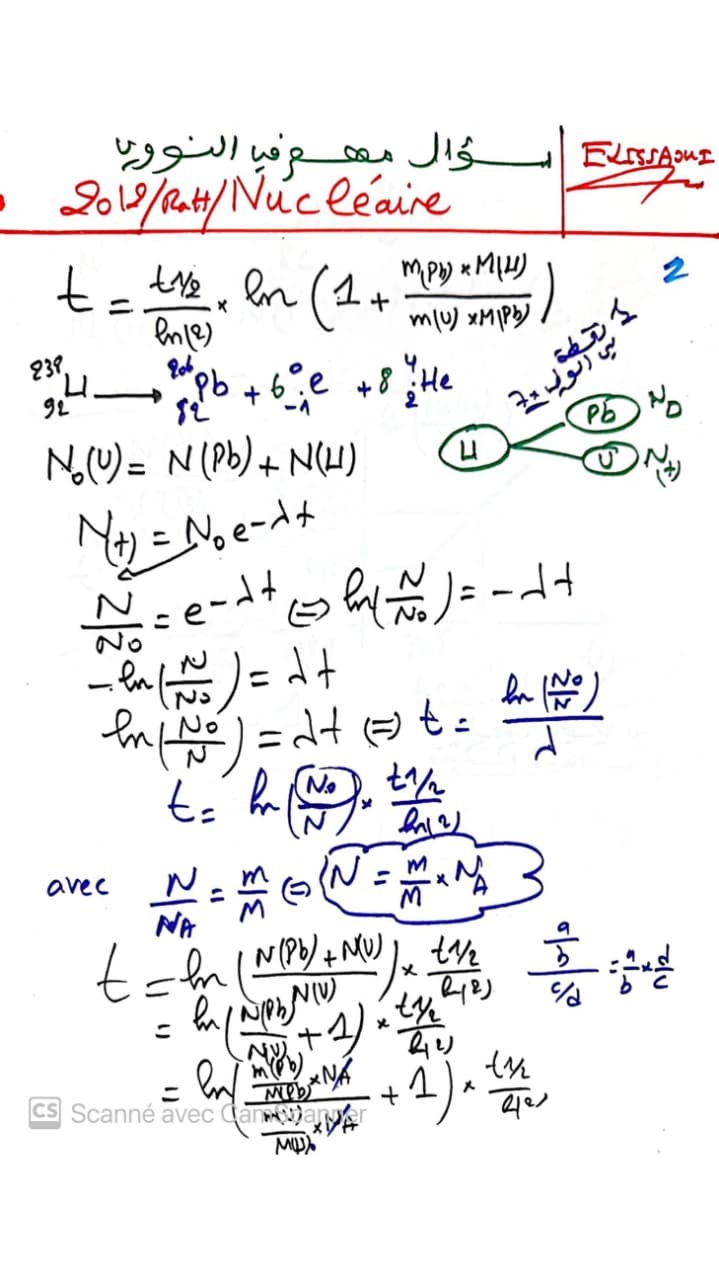 سؤال مهم في النووي
ELISSAOUI
2018/Ratt/Nucléaire
2
t = t1/2/ln(2) × ln(1 + m(Pb) × M(U) / m(U) × M(Pb))
238 92 U → 206 82 Pb + 6 0 -1 e + 8 4 2 He
N₀(U) = N(Pb) + N(U)
U Pb N_D U N(t)
N(t) = N₀ e-λt
N/N₀ = e-λt ⇔ ln(N/N₀) = -λt
-ln(N/N₀) = λt
ln(N₀/N) = λt ⇔ t = ln(N₀/N)/λ
t = ln(N₀/N) × t1/2/ln(2)
avec N/NA = m/M ⇔ N = m/M × NA
t = ln(N(Pb) + N(U) / N(U)) × t1/2/ln(2)
a/b / c/d = a/b × d/c
= ln(N(Pb)/N(U) + 1) × t1/2/ln(2)
= ln(m(Pb)/M(Pb) × NA / m(U)/M(U) × NA + 1) × t1/2/ln(2)
CS Scanné avec CamScanner